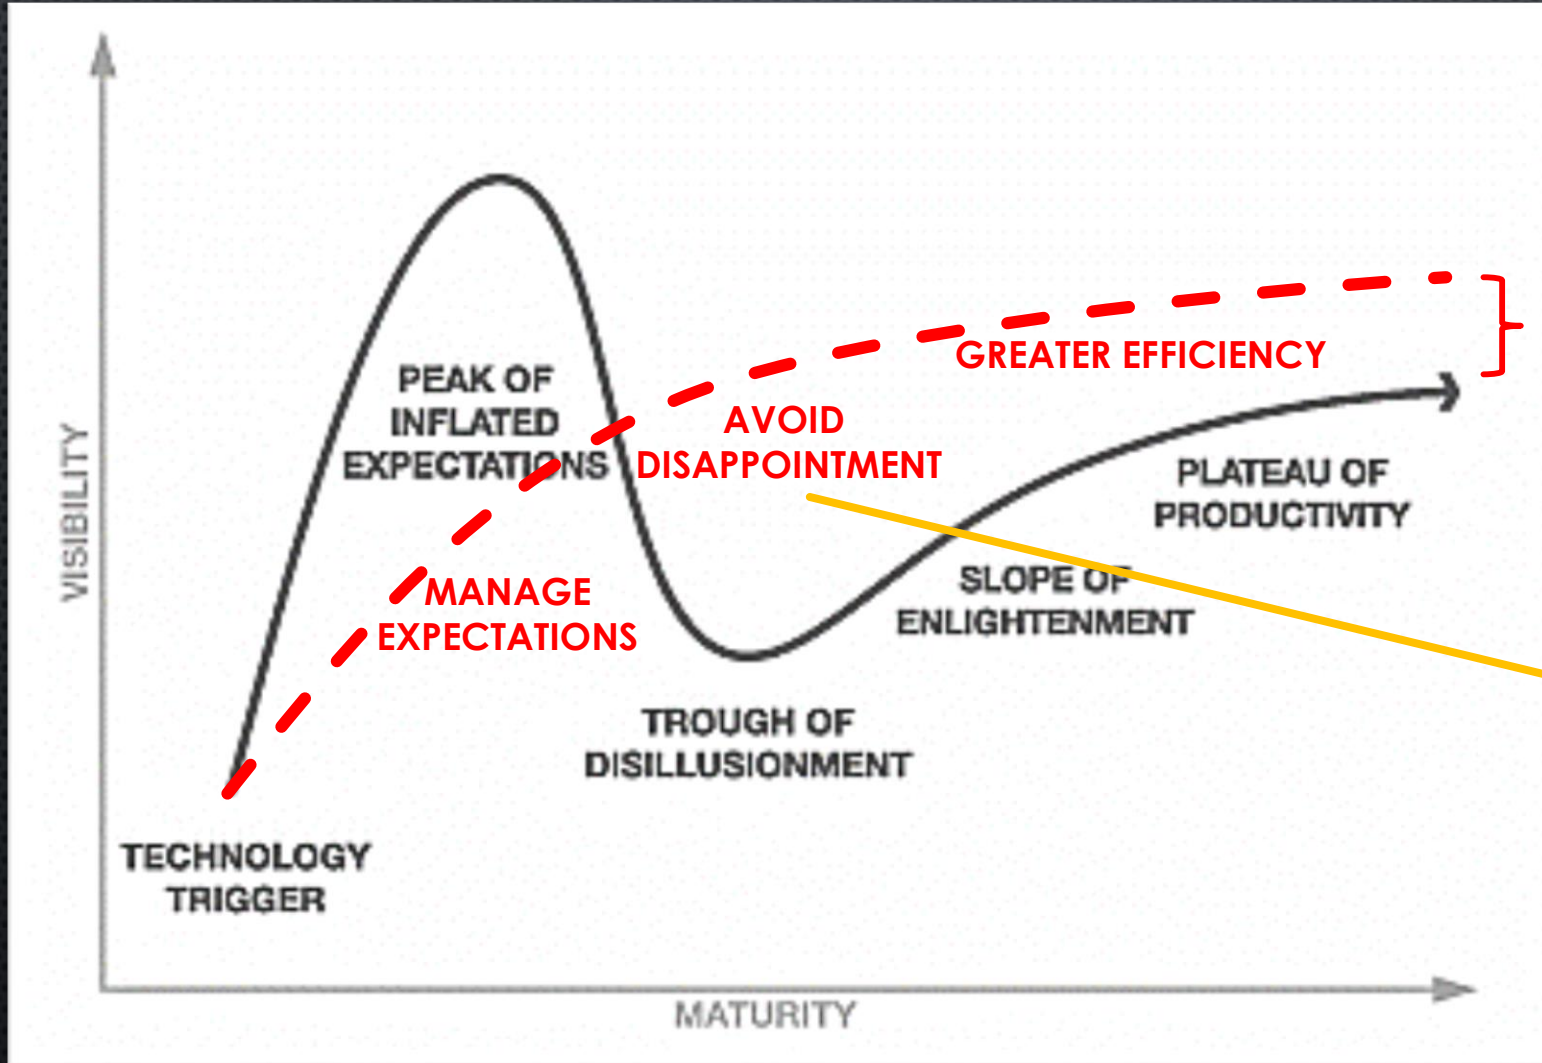 VISIBILITY
PEAK OF
INFLATED
EXPECTATIONS
GREATER EFFICIENCY
AVOID
DISAPPOINTMENT
PLATEAU OF
PRODUCTIVITY
MANAGE
EXPECTATIONS
SLOPE OF
ENLIGHTENMENT
TROUGH OF
DISILLUSIONMENT
TECHNOLOGY
TRIGGER
MATURITY